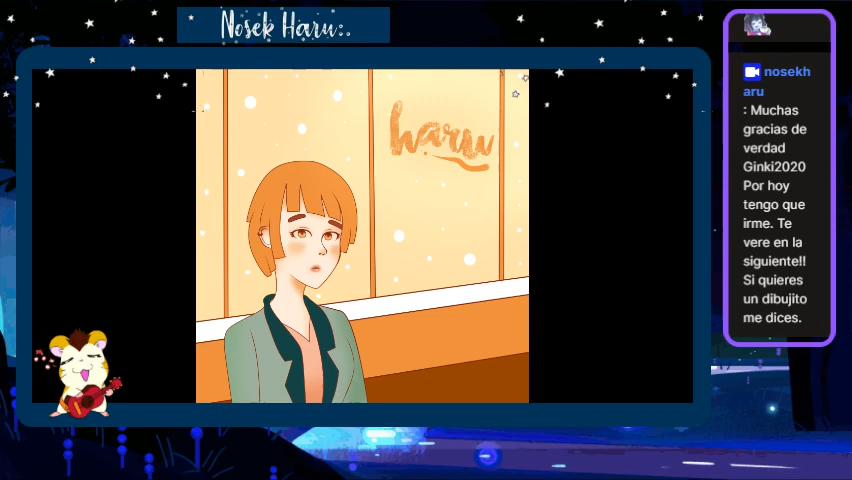 Nosek Haru:.
haru
nosekh
aru
: Muchas
gracias de
verdad
Ginki2020
Por hoy
tengo que
irme. Te
vere en la
siguiente!!
Si quieres
un dibujito
me dices.